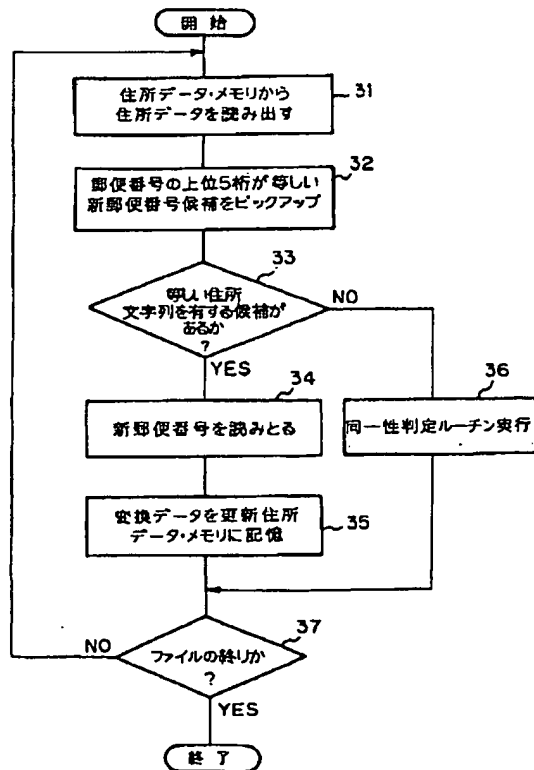 開始
31
住所データ・メモリから
住所データを読み出す
32
郵便番号の上位5桁が等しい
新郵便番号候補をピックアップ
33
等しい住所
文字列を有する候補が
あるか
?
NO
YES
34
新郵便番号を読みとる
36
同一性判定ルーチン実行
35
変換データを更新住所
データ・メモリに記憶
37
ファイルの終りか
?
NO
YES
終了